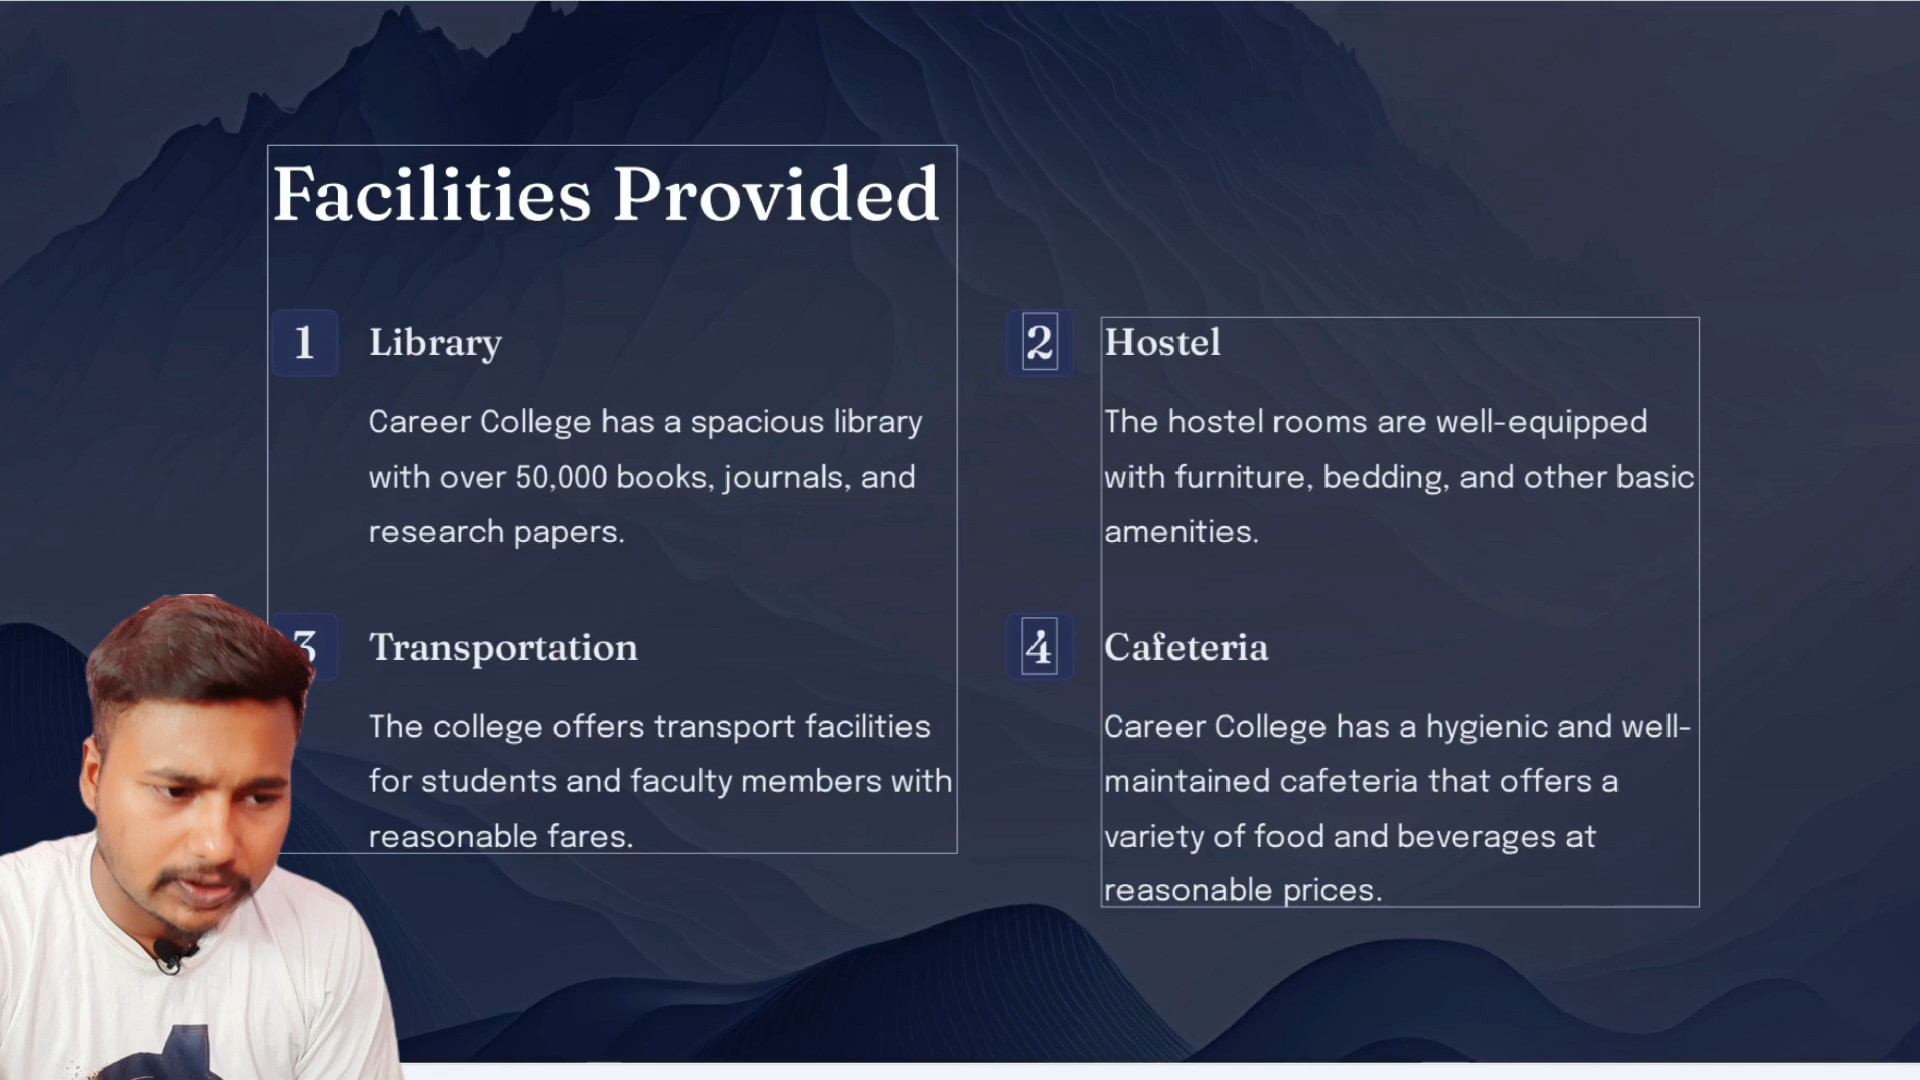 Facilities Provided
1
Library
Career College has a spacious library
with over 50,000 books, journals, and
research papers.
2
Hostel
The hostel rooms are well-equipped
with furniture, bedding, and other basic
amenities.
3
Transportation
The college offers transport facilities
for students and faculty members with
reasonable fares.
4
Cafeteria
Career College has a hygienic and well-
maintained cafeteria that offers a
variety of food and beverages at
reasonable prices.